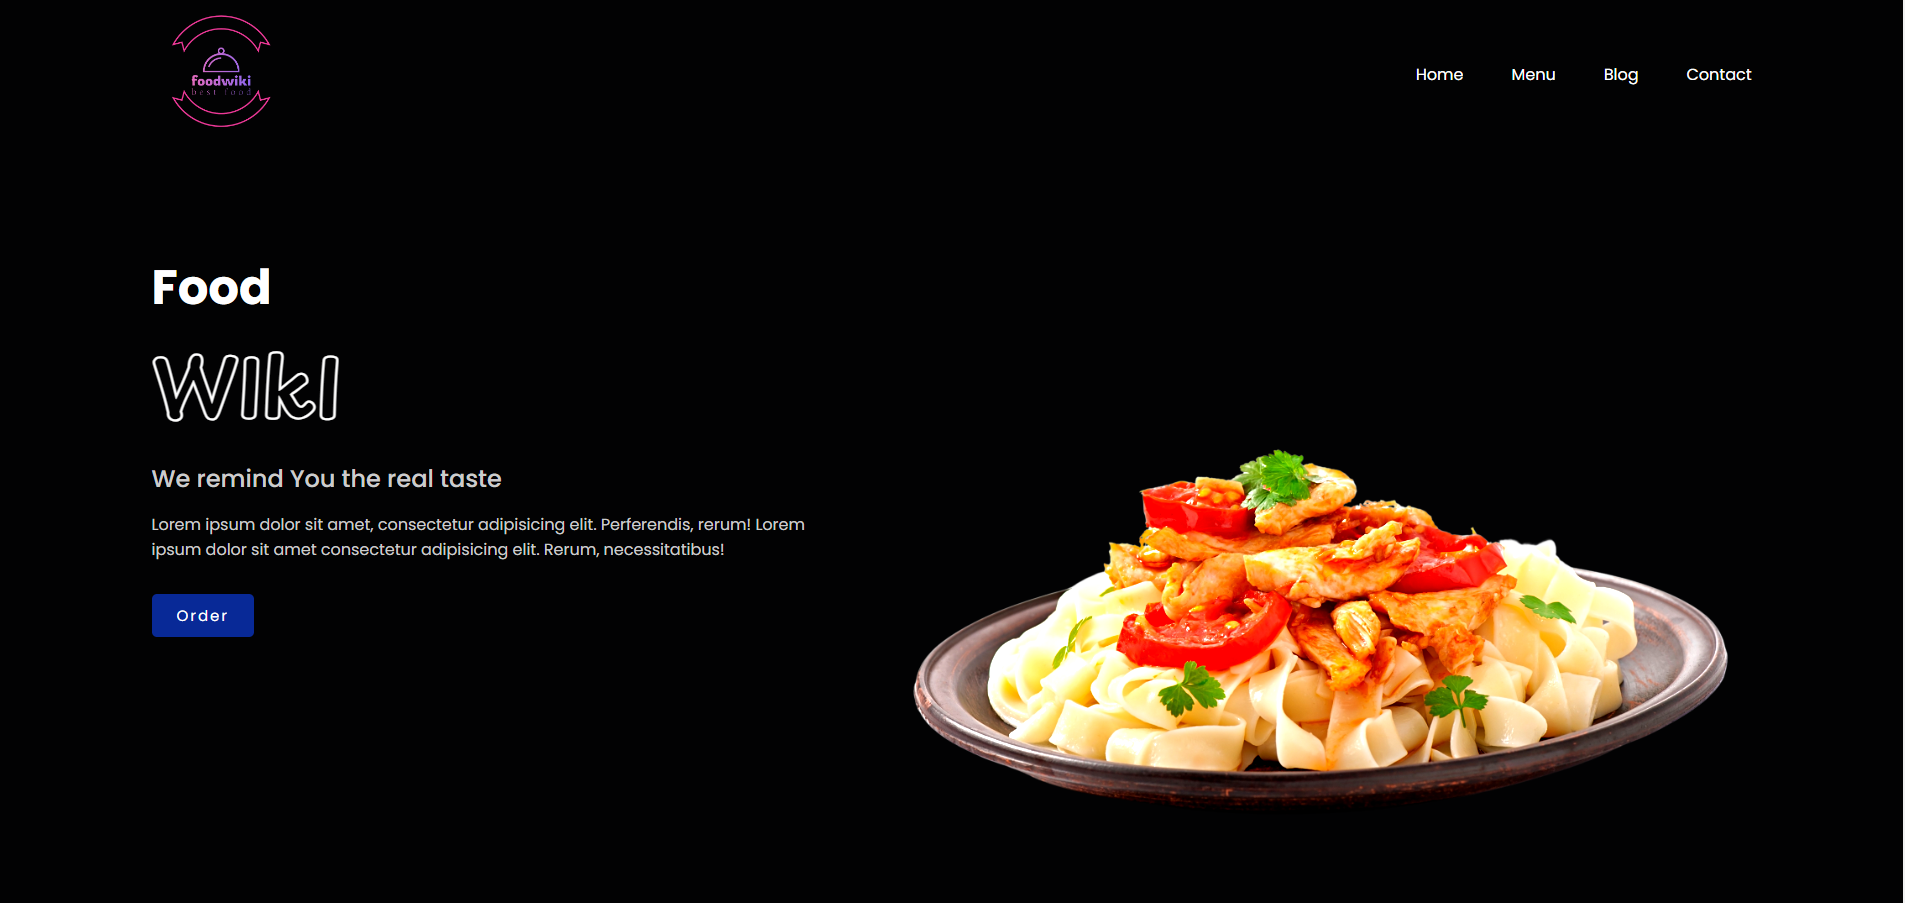 foodwiki
best food
Home Menu Blog Contact
Food
WIkI
We remind You the real taste
Lorem ipsum dolor sit amet, consectetur adipisicing elit. Perferendis, rerum! Lorem
ipsum dolor sit amet consectetur adipisicing elit. Rerum, necessitatibus!
Order